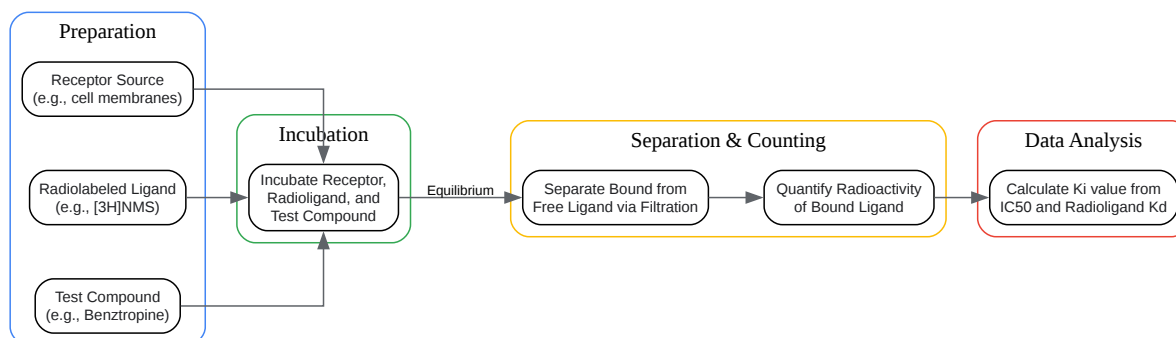 Preparation
Receptor Source
(e.g., cell membranes)
Radiolabeled Ligand
(e.g., [3H]NMS)
Test Compound
(e.g., Benztropine)
Incubation
Incubate Receptor,
Radioligand, and
Test Compound
Equilibrium
Separation & Counting
Separate Bound from
Free Ligand via Filtration
Quantify Radioactivity
of Bound Ligand
Data Analysis
Calculate Ki value from
IC50 and Radioligand Kd